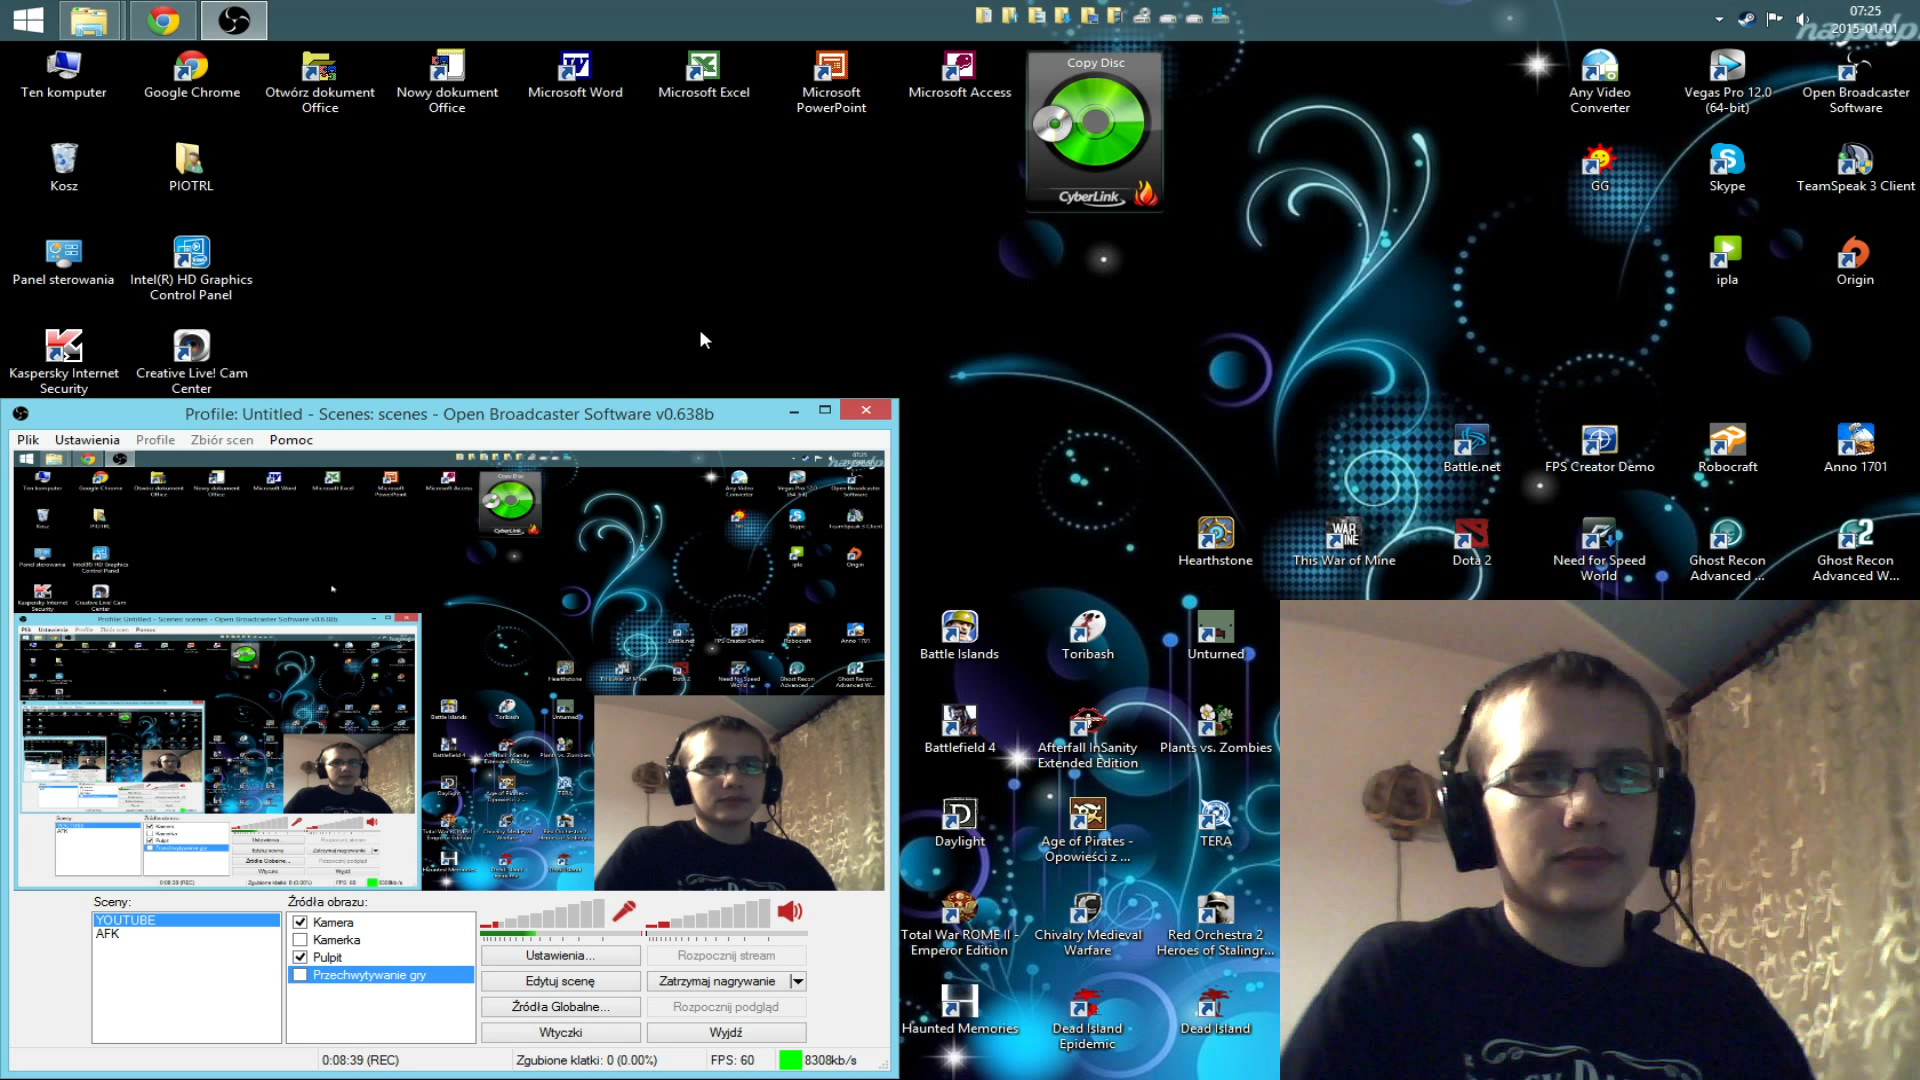 07:25
2015-01-01
Ten komputer
Google Chrome
Otwórz dokument
Office
Nowy dokument
Office
Microsoft Word
Microsoft Excel
Microsoft
PowerPoint
Microsoft Access
Copy Disc
CyberLink
Any Video
Converter
Vegas Pro 12.0
(64-bit)
Open Broadcaster
Software
Kosz
PIOTRL
GG
Skype
TeamSpeak 3 Client
Panel sterowania
Intel(R) HD Graphics
Control Panel
ipla
Origin
Kaspersky Internet
Security
Creative Live! Cam
Center
Battle.net
FPS Creator Demo
Robocraft
Anno 1701
Hearthstone
This War of Mine
Dota 2
Need for Speed
World
Ghost Recon
Advanced ...
Ghost Recon
Advanced W...
Battle Islands
Toribash
Unturned
Battlefield 4
Afterfall InSanity
Extended Edition
Plants vs. Zombies
Daylight
Age of Pirates -
Opowieści z ...
TERA
Total War ROME II -
Emperor Edition
Chivalry Medieval
Warfare
Red Orchestra 2
Heroes of Stalingr...
Haunted Memories
Dead Island -
Epidemic
Dead Island
Profile: Untitled - Scenes: scenes - Open Broadcaster Software v0.638b
Plik Ustawienia Profile Zbiór scen Pomoc
Sceny:
YOUTUBE
AFK
Źródła obrazu:
Kamera
Kamerka
Pulpit
Przechwytywanie gry
Ustawienia...
Rozpocznij stream
Edytuj scenę
Zatrzymaj nagrywanie
Źródła Globalne...
Rozpocznij podgląd
Wtyczki
Wyjdź
0:08:39 (REC)
Zgubione klatki: 0 (0.00%)
FPS: 60
8308kb/s